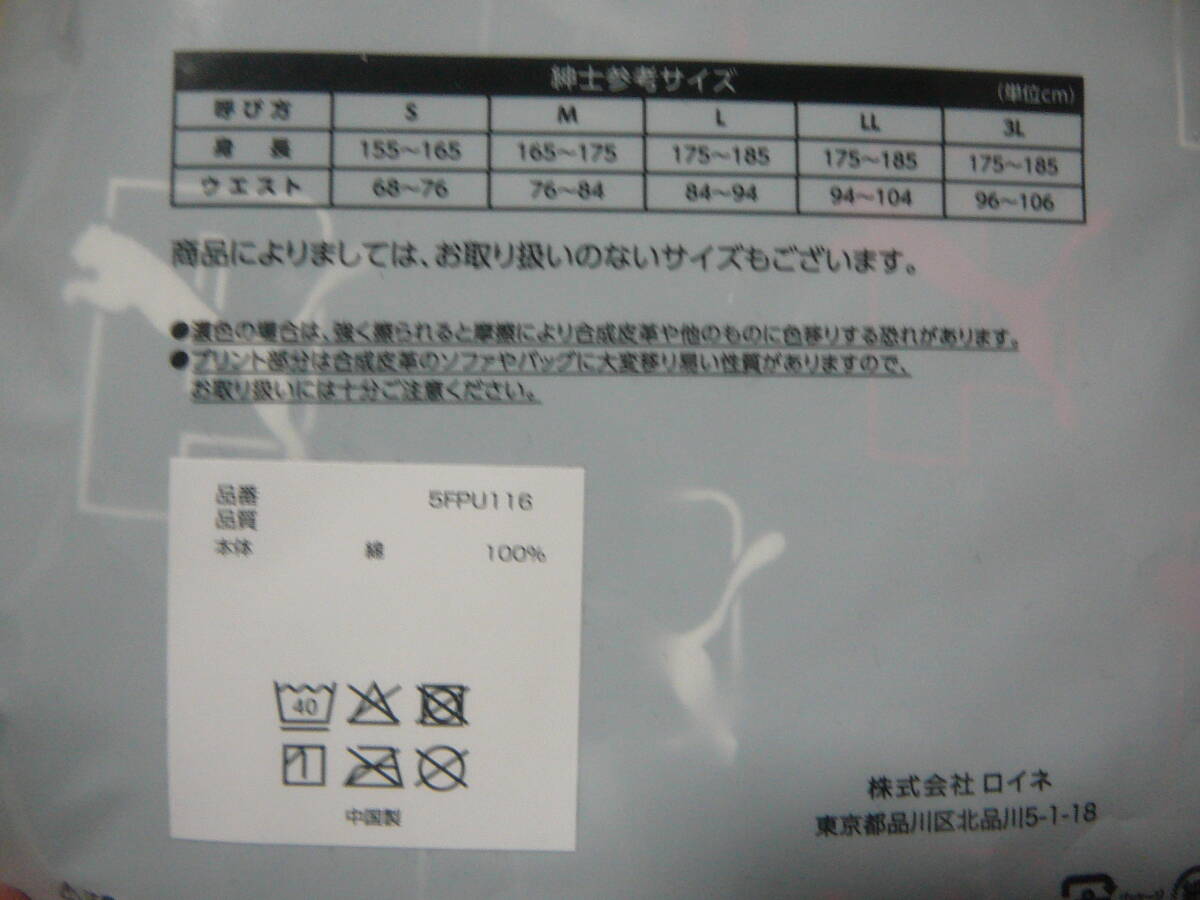 紳士参考サイズ (単位cm)
呼び方 S M L LL 3L
身長 155~165 165~175 175~185 175~185 175~185
ウエスト 68~76 76~84 84~94 94~104 96~106
商品によりましては、お取り扱いのないサイズもございます。
●濃色の場合は、強く擦られると摩擦により合成皮革や他のものに色移りする恐れがあります。
●プリント部分は合成皮革のソファやバッグに大変移り易い性質がありますので、
お取り扱いには十分ご注意ください。
品番 5FPU116
品質
本体 綿 100%
40
中国製
株式会社 ロイネ
東京都品川区北品川5-1-18